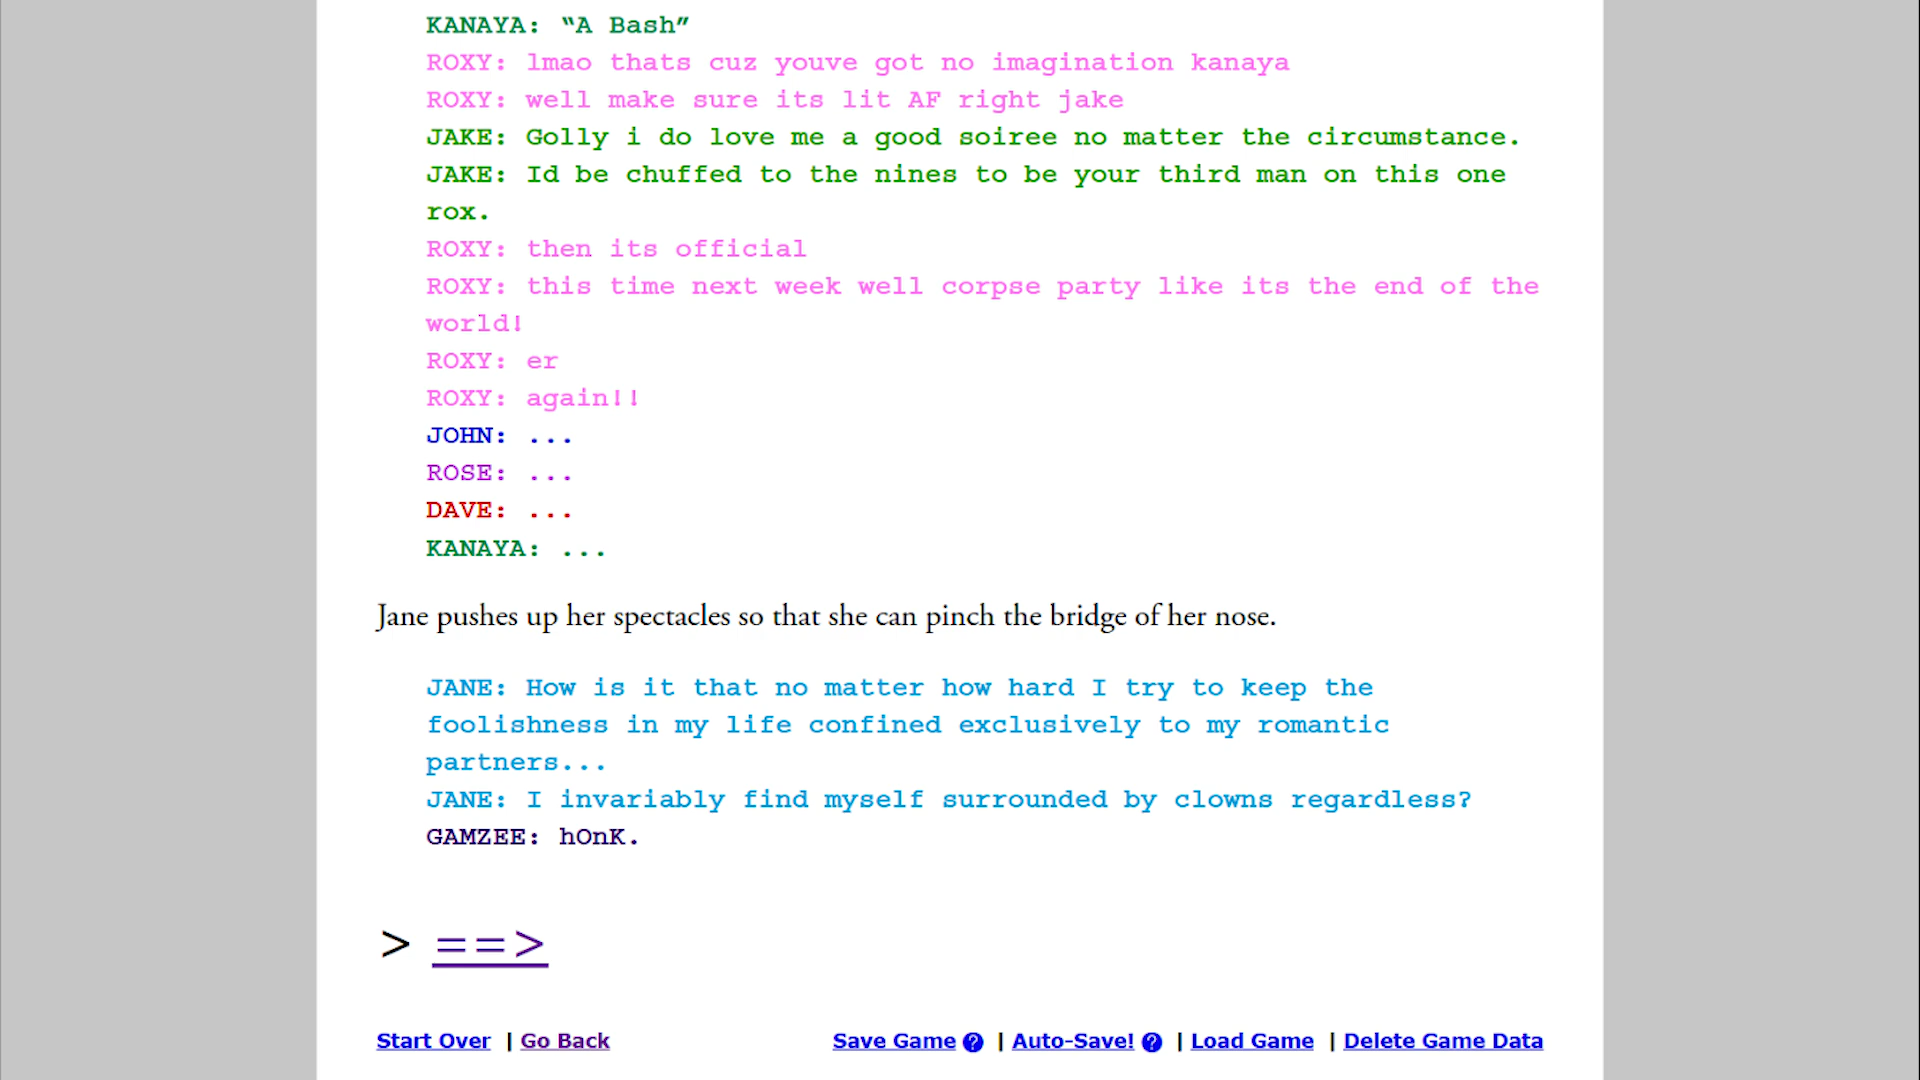 KANAYA: “A Bash”
ROXY: lmao thats cuz youve got no imagination kanaya
ROXY: well make sure its lit AF right jake
JAKE: Golly i do love me a good soiree no matter the circumstance.
JAKE: Id be chuffed to the nines to be your third man on this one
rox.
ROXY: then its official
ROXY: this time next week well corpse party like its the end of the
world!
ROXY: er
ROXY: again!!
JOHN: ...
ROSE: ...
DAVE: ...
KANAYA: ...
Jane pushes up her spectacles so that she can pinch the bridge of her nose.
JANE: How is it that no matter how hard I try to keep the
foolishness in my life confined exclusively to my romantic
partners...
JANE: I invariably find myself surrounded by clowns regardless?
GAMZEE: hOnK.
> ==>
Start Over | Go Back Save Game ? | Auto-Save! ? | Load Game | Delete Game Data